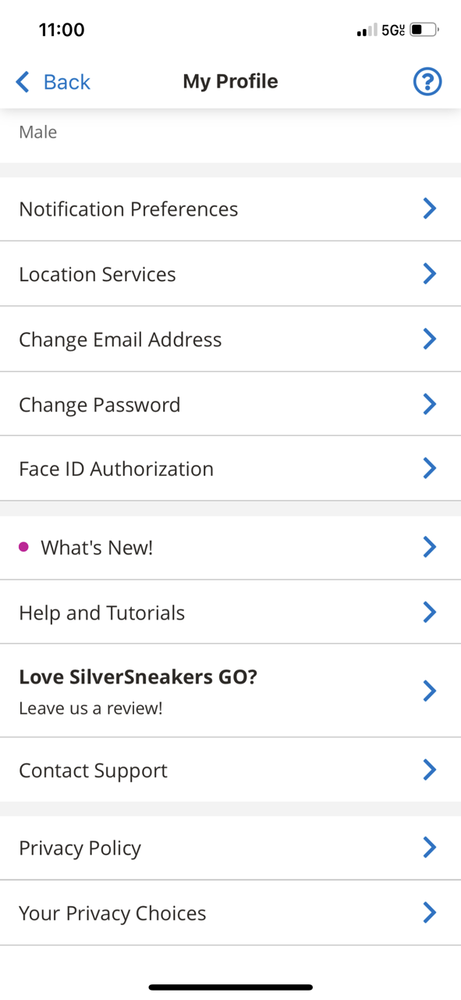 11:00
5GUC
Back
My Profile
?
Male
Notification Preferences
Location Services
Change Email Address
Change Password
Face ID Authorization
What's New!
Help and Tutorials
Love SilverSneakers GO?
Leave us a review!
Contact Support
Privacy Policy
Your Privacy Choices